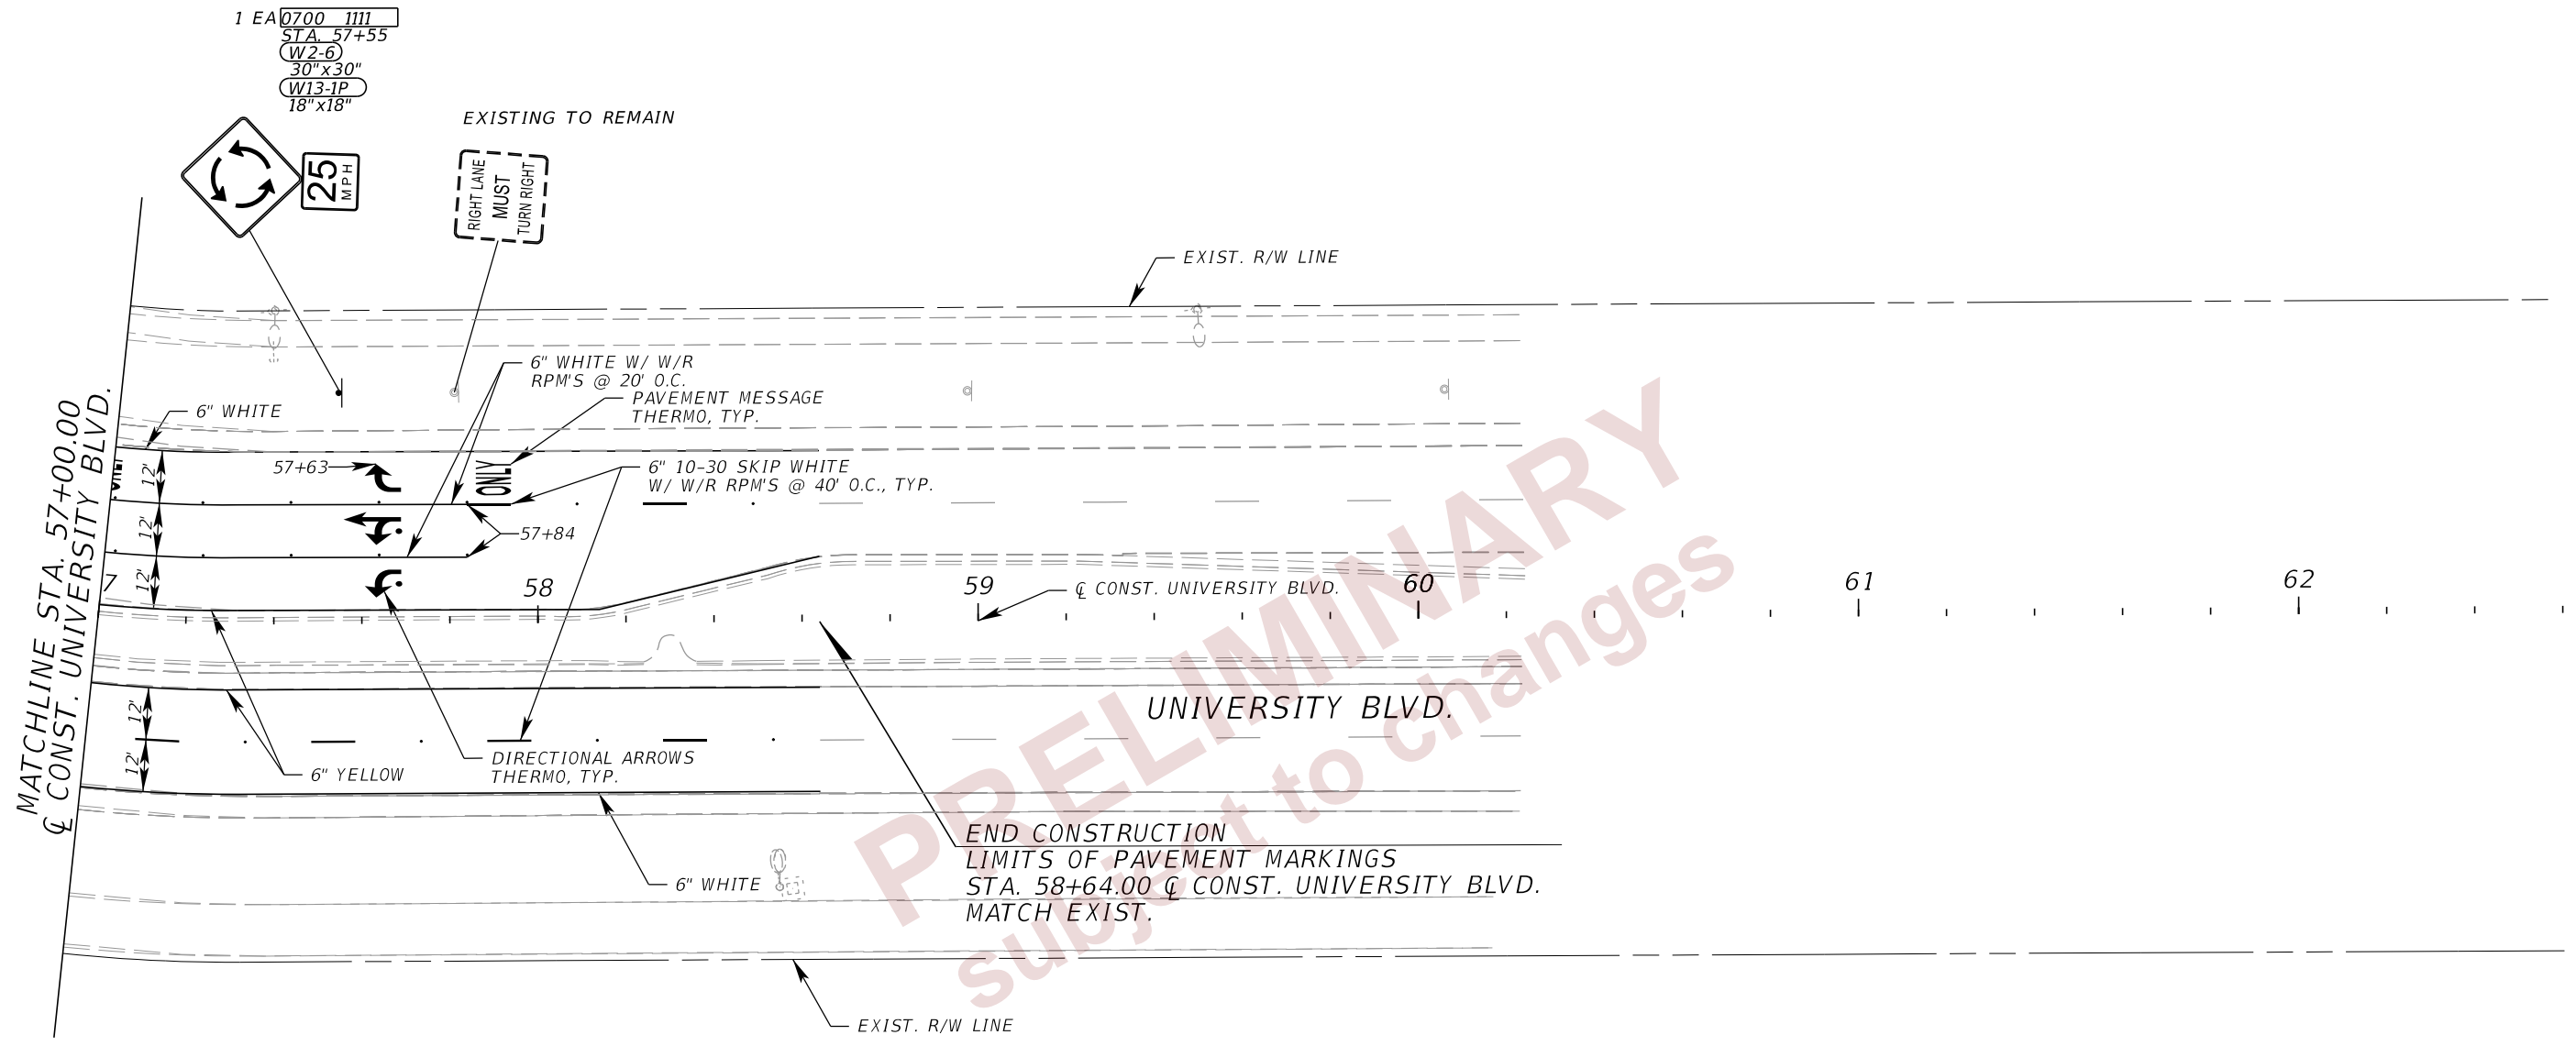 1 EA 0700 1111
STA. 57+55
W2-6
30"x30"
W13-1P
18"x18"
EXISTING TO REMAIN
25
MPH
RIGHT LANE
MUST
TURN RIGHT
EXIST. R/W LINE
6" WHITE W/ W/R
RPM'S @ 20' O.C.
PAVEMENT MESSAGE
THERMO, TYP.
6" WHITE
57+63
ONLY
6" 10-30 SKIP WHITE
W/ W/R RPM'S @ 40' O.C., TYP.
12'
12'
12'
57+84
MATCHLINE STA. 57+00.00
℄ CONST. UNIVERSITY BLVD.
7
58
59
60
61
62
℄ CONST. UNIVERSITY BLVD.
UNIVERSITY BLVD.
12'
12'
6" YELLOW
DIRECTIONAL ARROWS
THERMO, TYP.
6" WHITE
END CONSTRUCTION
LIMITS OF PAVEMENT MARKINGS
STA. 58+64.00 ℄ CONST. UNIVERSITY BLVD.
MATCH EXIST.
EXIST. R/W LINE
PRELIMINARY
subject to changes